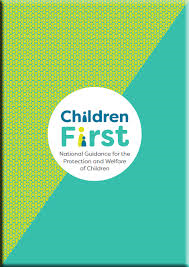 Children
First
National Guidance for the
Protection and Welfare
of Children